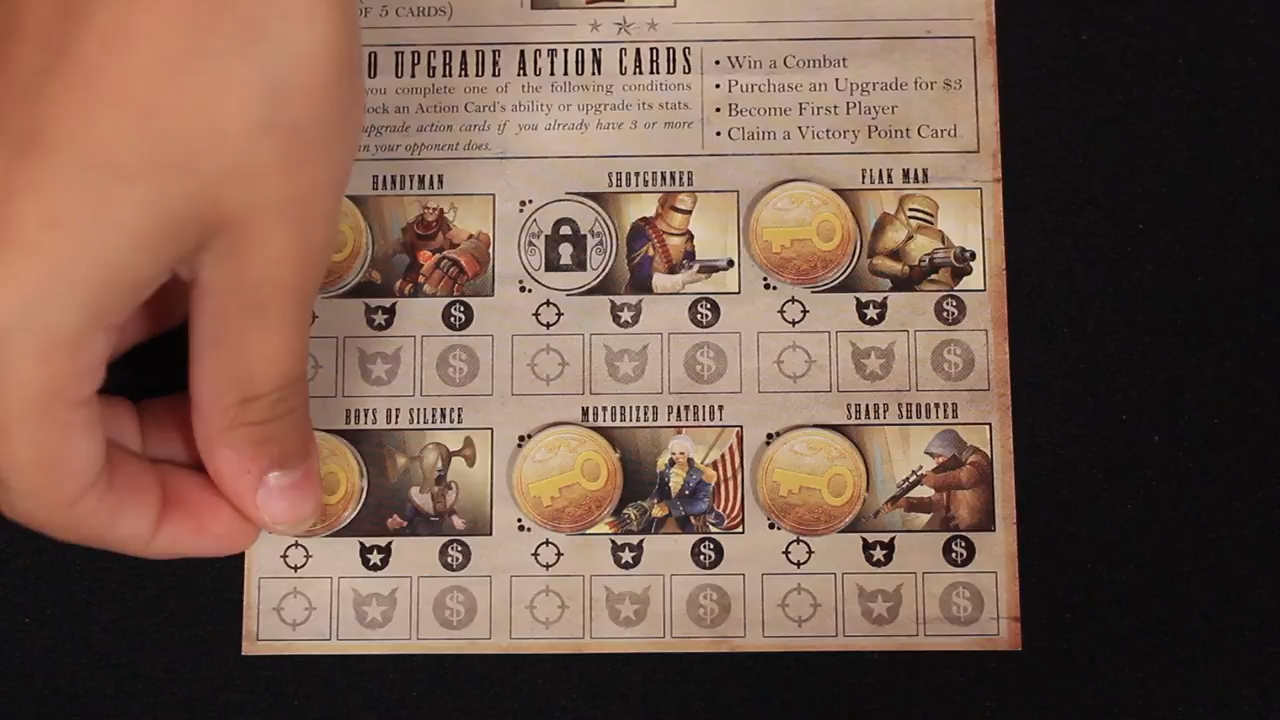 OF 5 CARDS)
O UPGRADE ACTION CARDS
you complete one of the following conditions
lock an Action Card's ability or upgrade its stats.
upgrade action cards if you already have 3 or more
an your opponent does.
• Win a Combat
• Purchase an Upgrade for $3
• Become First Player
• Claim a Victory Point Card
HANDYMAN
SHOTGUNNER
FLAK MAN
$ $ $
$ $ $
BOYS OF SILENCE
MOTORIZED PATRIOT
SHARP SHOOTER
$ $ $
$ $ $